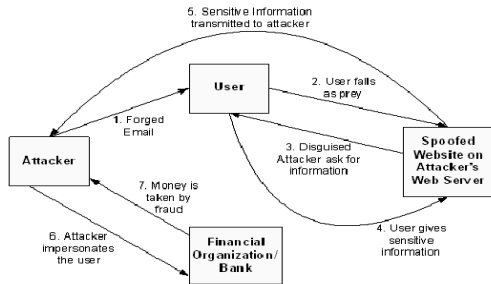 5. Sensitive Information
transmitted to attacker
User
2. User falls
as prey
1. Forged
Email
Attacker
3. Disguised
Attacker ask for
information
Spoofed
Website on
Attacker's
Web Server
7. Money is
taken by
fraud
4. User gives
sensitive
information
6. Attacker
impersonates
the user
Financial
Organization/
Bank